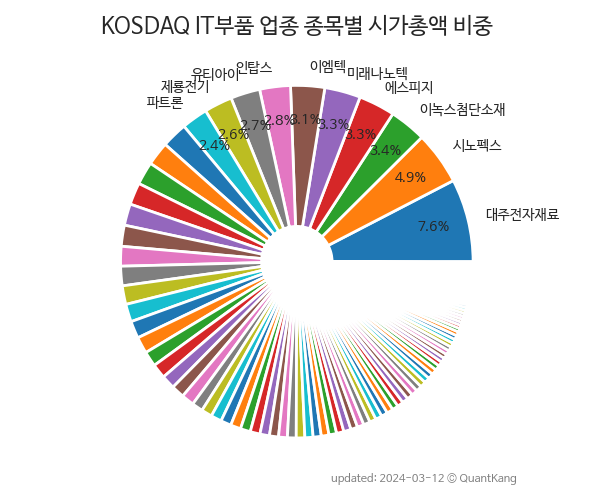 KOSDAQ IT부품 업종 종목별 시가총액 비중
대주전자재료
7.6%
시노펙스
4.9%
이녹스첨단소재
3.4%
에스피지
3.3%
미래나노텍
3.3%
이엠텍
3.1%
인탑스
2.8%
유티아이
2.7%
제룡전기
2.6%
파트론
2.4%
updated: 2024-03-12 © QuantKang